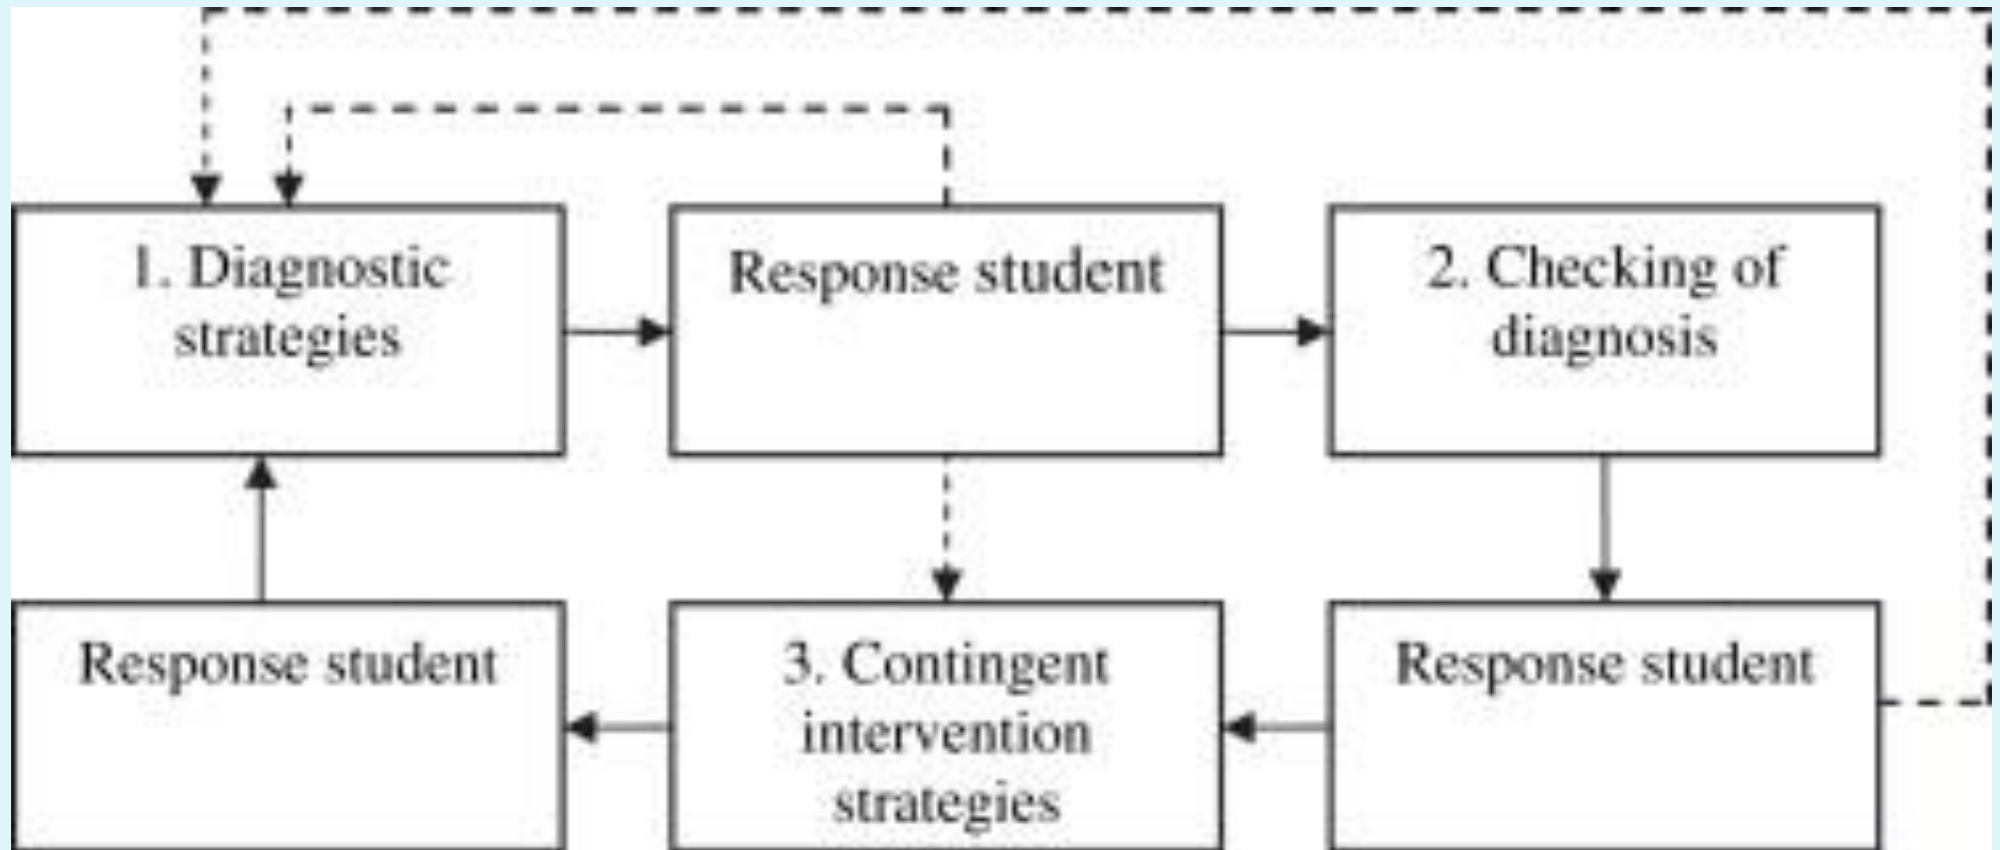 1. Diagnostic
strategies
Response student
2. Checking of
diagnosis
Response student
3. Contingent
intervention
strategies
Response student